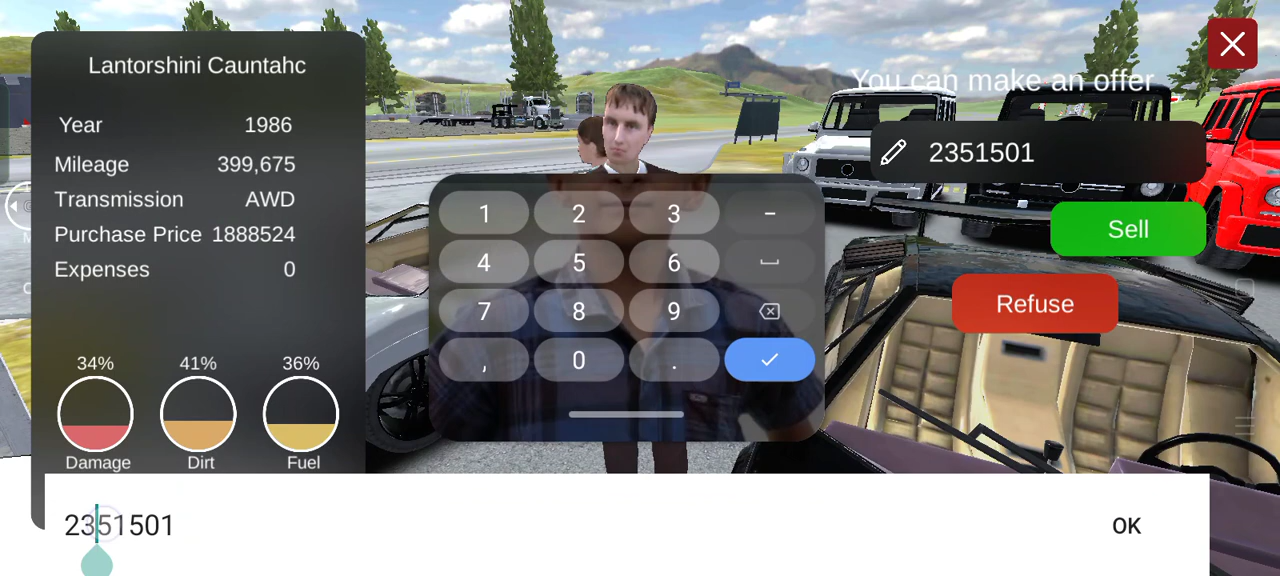 Lantorshini Cauntahc
Year 1986
Mileage 399,675
Transmission AWD
Purchase Price 1888524
Expenses 0
34% 41% 36%
Damage Dirt Fuel
1 2 3 -
4 5 6
7 8 9
, 0 .
You can make an offer
2351501
Sell
Refuse
2351501
OK